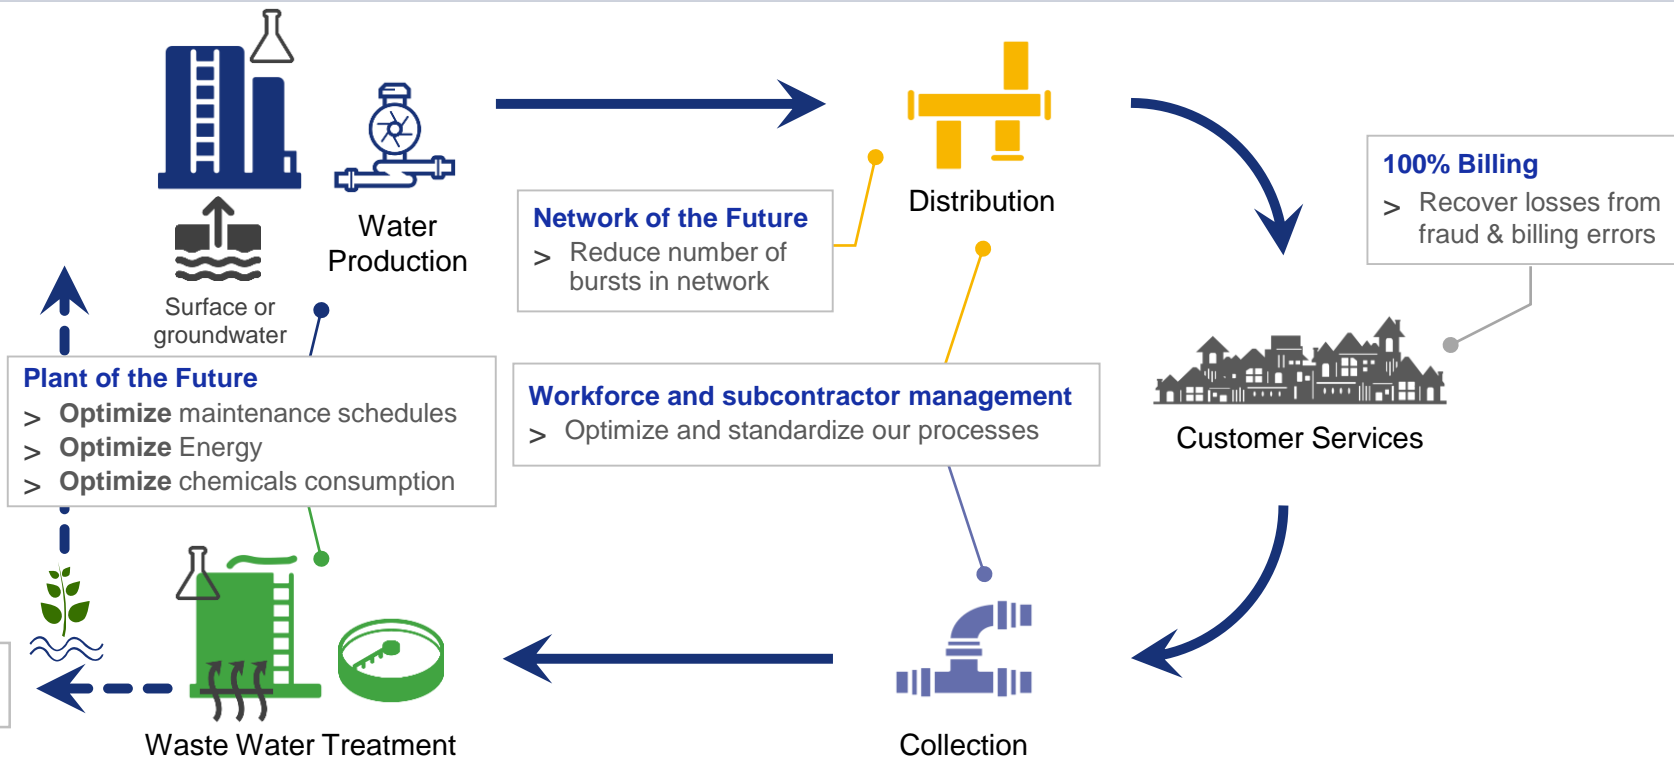 Water
Production
Surface or
groundwater
Distribution
Network of the Future
> Reduce number of
bursts in network
100% Billing
> Recover losses from
fraud & billing errors
Plant of the Future
> Optimize maintenance schedules
> Optimize Energy
> Optimize chemicals consumption
Workforce and subcontractor management
> Optimize and standardize our processes
Customer Services
Waste Water Treatment
Collection